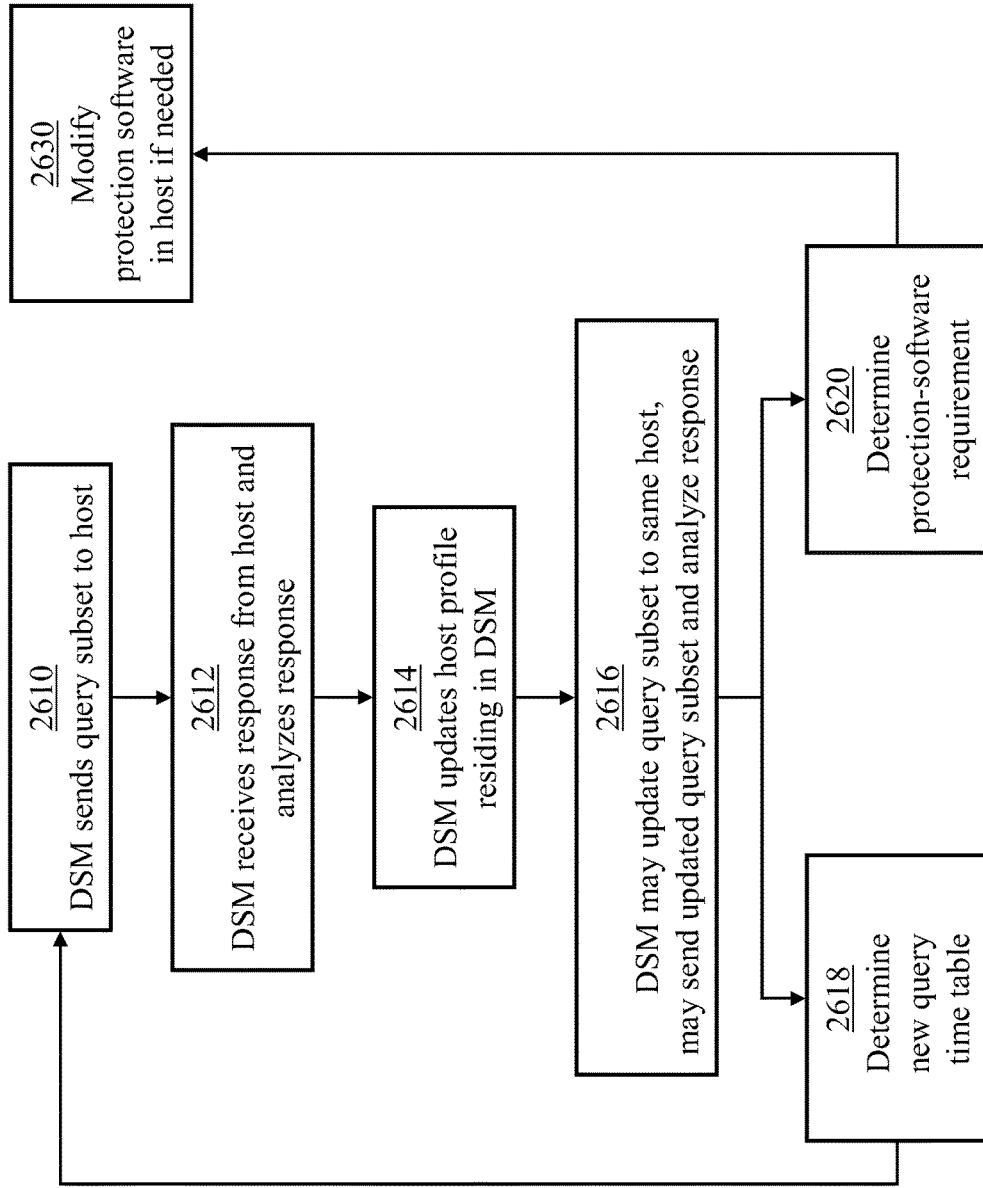 2610
DSM sends query subset to host
2612
DSM receives response from host and
analyzes response
2614
DSM updates host profile
residing in DSM
2616
DSM may update query subset to same host,
may send updated query subset and analyze response
2618
Determine
new query
time table
2620
Determine
protection-software
requirement
2630
Modify
protection software
in host if needed